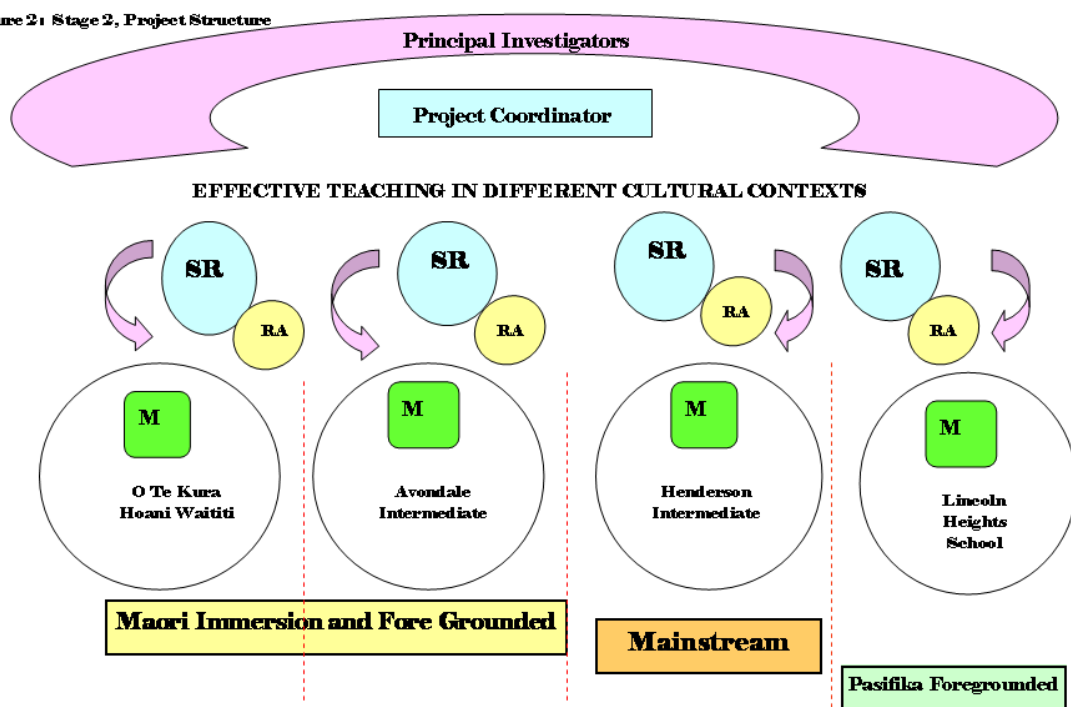 ure 2: Stage 2, Project Structure
Principal Investigators
Project Coordinator
EFFECTIVE TEACHING IN DIFFERENT CULTURAL CONTEXTS
SR
SR
SR
SR
RA
RA
RA
RA
M
M
M
M
O Te Kura
Hoani Waititi
Avondale
Intermediate
Henderson
Intermediate
Lincoln
Heights
School
Maori Immersion and Fore Grounded
Mainstream
Pasifika Foregrounded